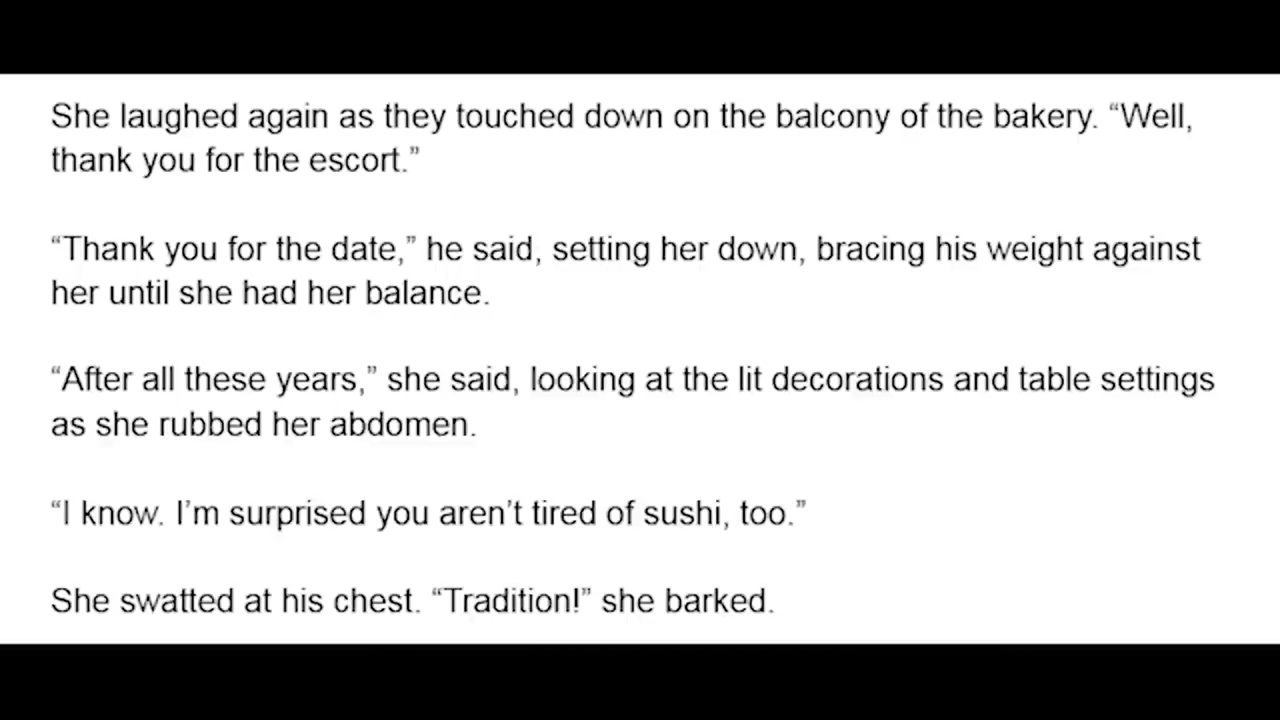 She laughed again as they touched down on the balcony of the bakery. “Well,
thank you for the escort.”
“Thank you for the date,” he said, setting her down, bracing his weight against
her until she had her balance.
“After all these years,” she said, looking at the lit decorations and table settings
as she rubbed her abdomen.
“I know. I’m surprised you aren’t tired of sushi, too.”
She swatted at his chest. “Tradition!” she barked.